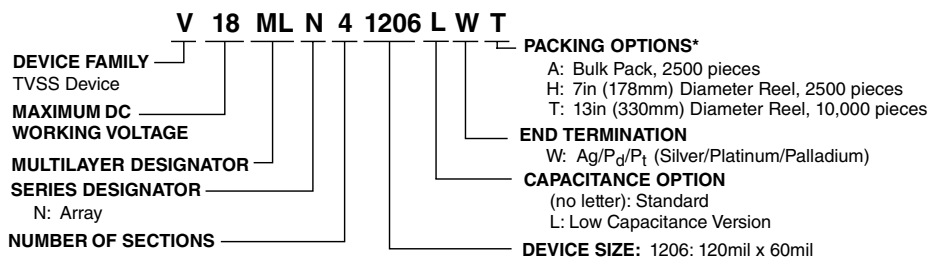 V 18 ML N 4 1206 L W T
DEVICE FAMILY
TVSS Device
MAXIMUM DC
WORKING VOLTAGE
MULTILAYER DESIGNATOR
SERIES DESIGNATOR
N: Array
NUMBER OF SECTIONS
PACKING OPTIONS*
A: Bulk Pack, 2500 pieces
H: 7in (178mm) Diameter Reel, 2500 pieces
T: 13in (330mm) Diameter Reel, 10,000 pieces
END TERMINATION
W: Ag/Pd/Pt (Silver/Platinum/Palladium)
CAPACITANCE OPTION
(no letter): Standard
L: Low Capacitance Version
DEVICE SIZE: 1206: 120mil x 60mil